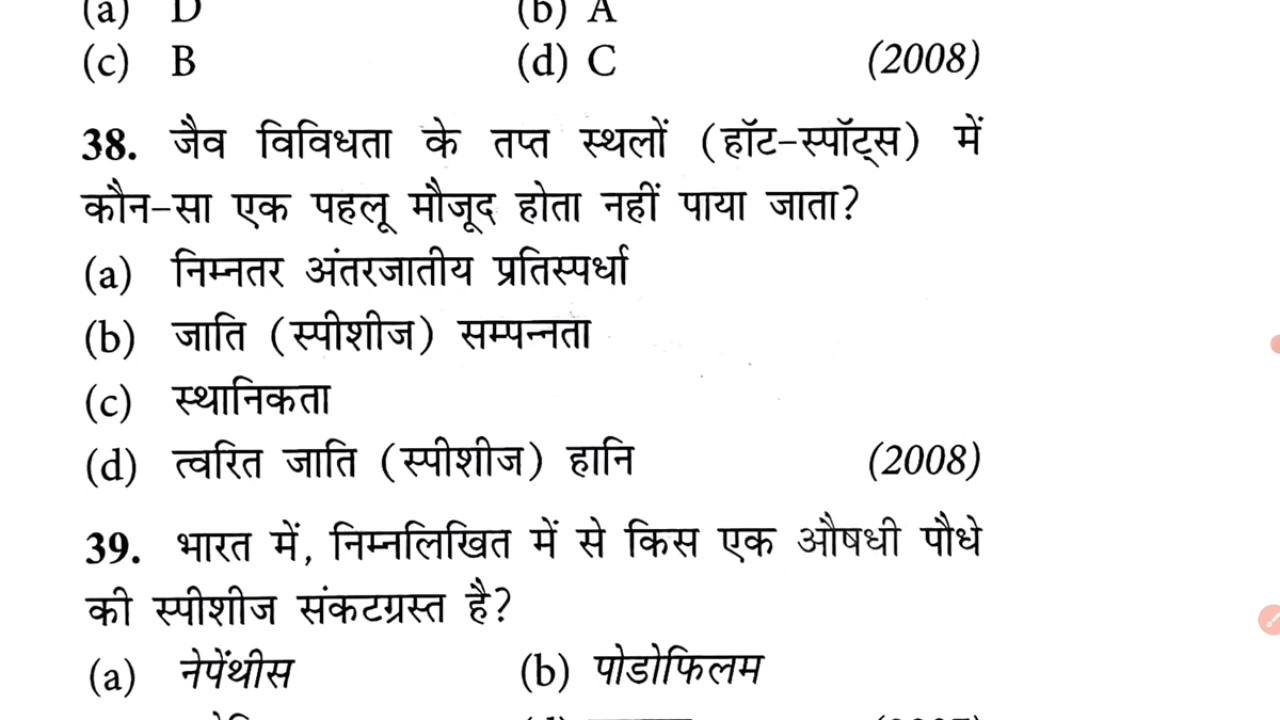 (a) D (b) A
(c) B (d) C (2008)
38. जैव विविधता के तप्त स्थलों (हॉट-स्पॉट्स) में
कौन-सा एक पहलू मौजूद होता नहीं पाया जाता?
(a) निम्नतर अंतरजातीय प्रतिस्पर्धा
(b) जाति (स्पीशीज) सम्पन्नता
(c) स्थानिकता
(d) त्वरित जाति (स्पीशीज) हानि (2008)
39. भारत में, निम्नलिखित में से किस एक औषधी पौधे
की स्पीशीज संकटग्रस्त है?
(a) नेपेंथीस (b) पोडोफिलम